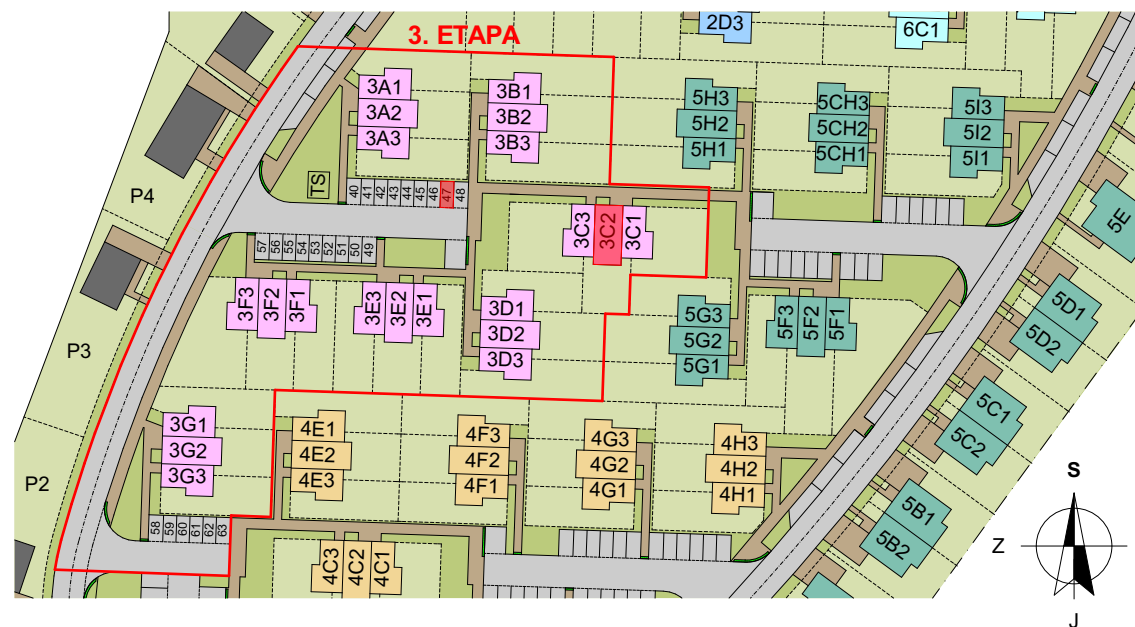 2D3
6C1
3. ETAPA
3A1
3A2
3A3
3B1
3B2
3B3
5H3
5H2
5H1
5CH3
5CH2
5CH1
5I3
5I2
5I1
5E
P4
TS
40
41
42
43
44
45
46
47
48
3C3
3C2
3C1
57
56
55
54
53
52
51
50
49
P3
3F3
3F2
3F1
3E3
3E2
3E1
3D1
3D2
3D3
5G3
5G2
5G1
5F3
5F2
5F1
5D1
5D2
5C1
5C2
3G1
3G2
3G3
4E1
4E2
4E3
4F3
4F2
4F1
4G3
4G2
4G1
4H3
4H2
4H1
P2
5B1
5B2
58
59
60
61
62
63
4C3
4C2
4C1
S
Z
J